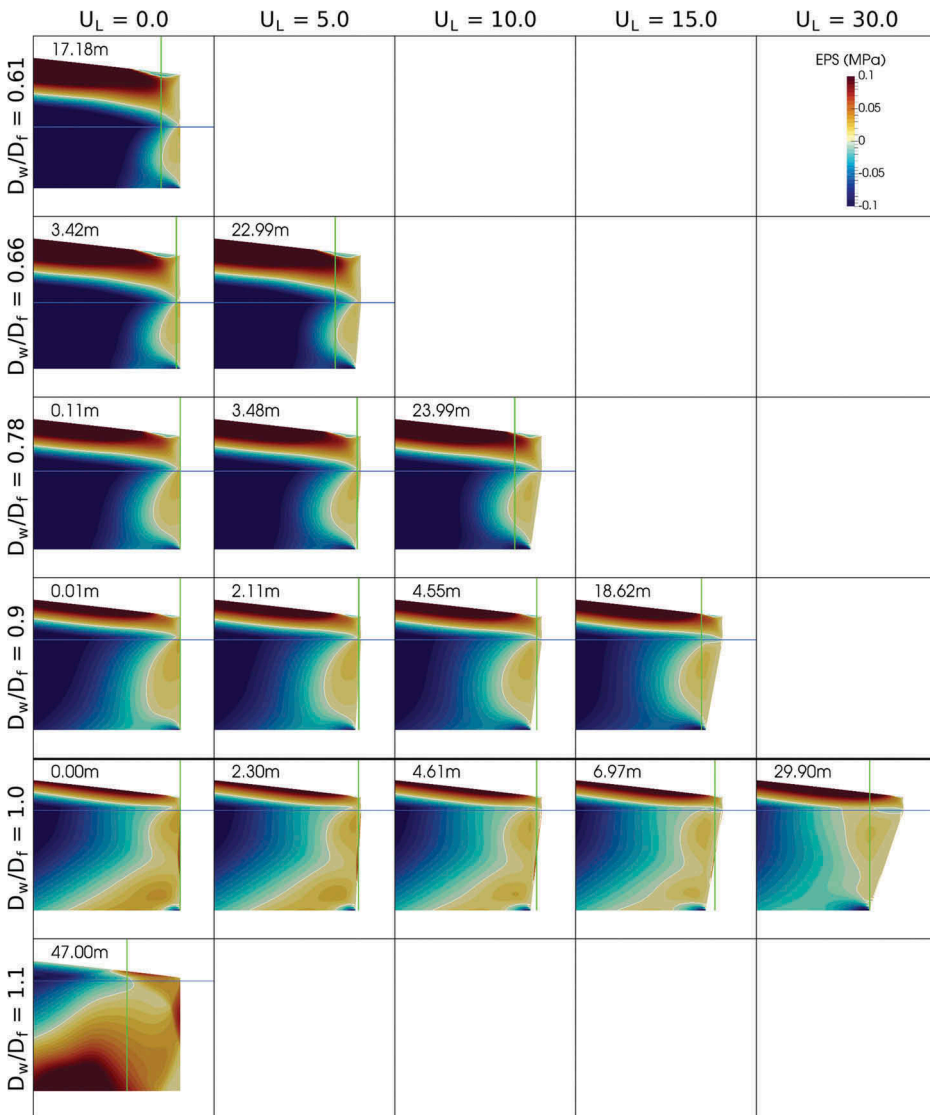 U_L = 0.0 U_L = 5.0 U_L = 10.0 U_L = 15.0 U_L = 30.0
D_w/D_f = 0.61
17.18m
EPS (MPa)
0.1
0.05
0
-0.05
-0.1
D_w/D_f = 0.66
3.42m 22.99m
D_w/D_f = 0.78
0.11m 3.48m 23.99m
D_w/D_f = 0.9
0.01m 2.11m 4.55m 18.62m
D_w/D_f = 1.0
0.00m 2.30m 4.61m 6.97m 29.90m
D_w/D_f = 1.1
47.00m